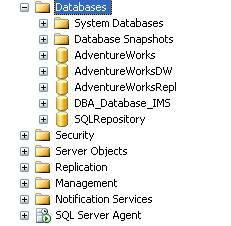 Databases
System Databases
Database Snapshots
AdventureWorks
AdventureWorksDW
AdventureWorksRepl
DBA_Database_IMS
SQLRepository
Security
Server Objects
Replication
Management
Notification Services
SQL Server Agent